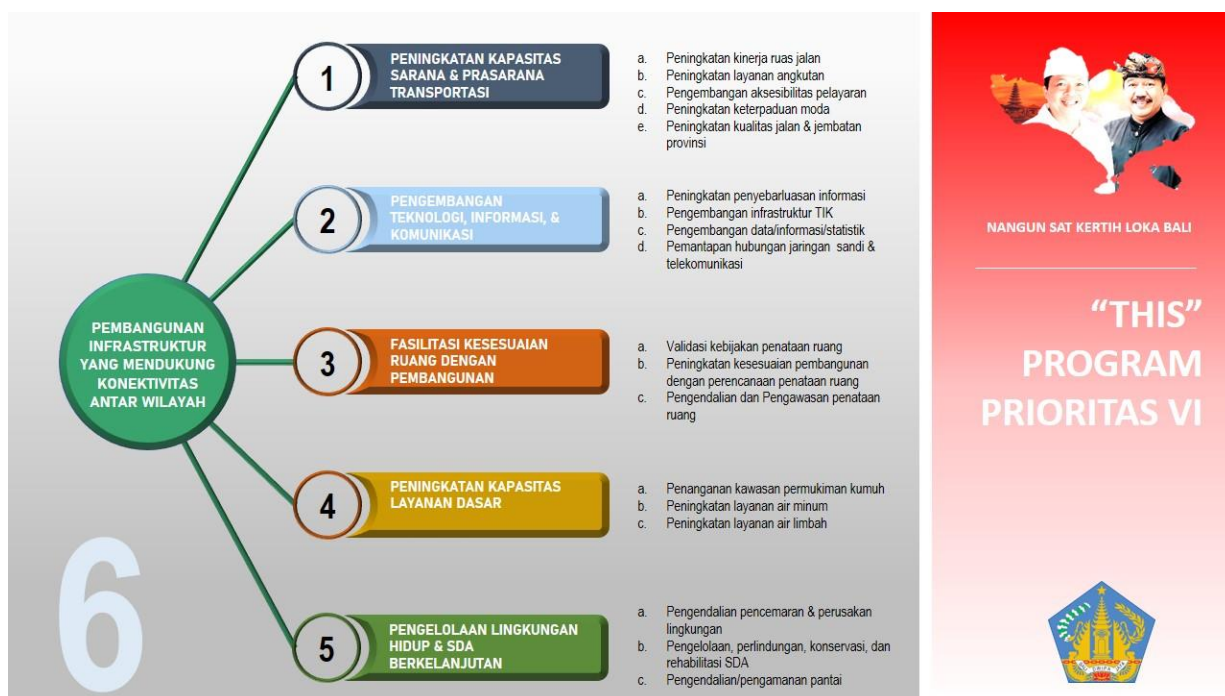 PEMBANGUNAN
INFRASTRUKTUR
YANG MENDUKUNG
KONEKTIVITAS
ANTAR WILAYAH
6
1
PENINGKATAN KAPASITAS
SARANA & PRASARANA
TRANSPORTASI
a. Peningkatan kinerja ruas jalan
b. Peningkatan layanan angkutan
c. Pengembangan aksesibilitas pelayaran
d. Peningkatan keterpaduan moda
e. Peningkatan kualitas jalan & jembatan
provinsi
2
PENGEMBANGAN
TEKNOLOGI, INFORMASI, &
KOMUNIKASI
a. Peningkatan penyebarluasan informasi
b. Pengembangan infrastruktur TIK
c. Pengembangan data/informasi/statistik
d. Pemantapan hubungan jaringan sandi &
telekomunikasi
3
FASILITASI KESESUAIAN
RUANG DENGAN
PEMBANGUNAN
a. Validasi kebijakan penataan ruang
b. Peningkatan kesesuaian pembangunan
dengan perencanaan penataan ruang
c. Pengendalian dan Pengawasan penataan
ruang
4
PENINGKATAN KAPASITAS
LAYANAN DASAR
a. Penanganan kawasan permukiman kumuh
b. Peningkatan layanan air minum
c. Peningkatan layanan air limbah
5
PENGELOLAAN LINGKUNGAN
HIDUP & SDA
BERKELANJUTAN
a. Pengendalian pencemaran & perusakan
lingkungan
b. Pengelolaan, perlindungan, konservasi, dan
rehabilitasi SDA
c. Pengendalian/pengamanan pantai
NANGUN SAT KERTIH LOKA BALI
“THIS”
PROGRAM
PRIORITAS VI